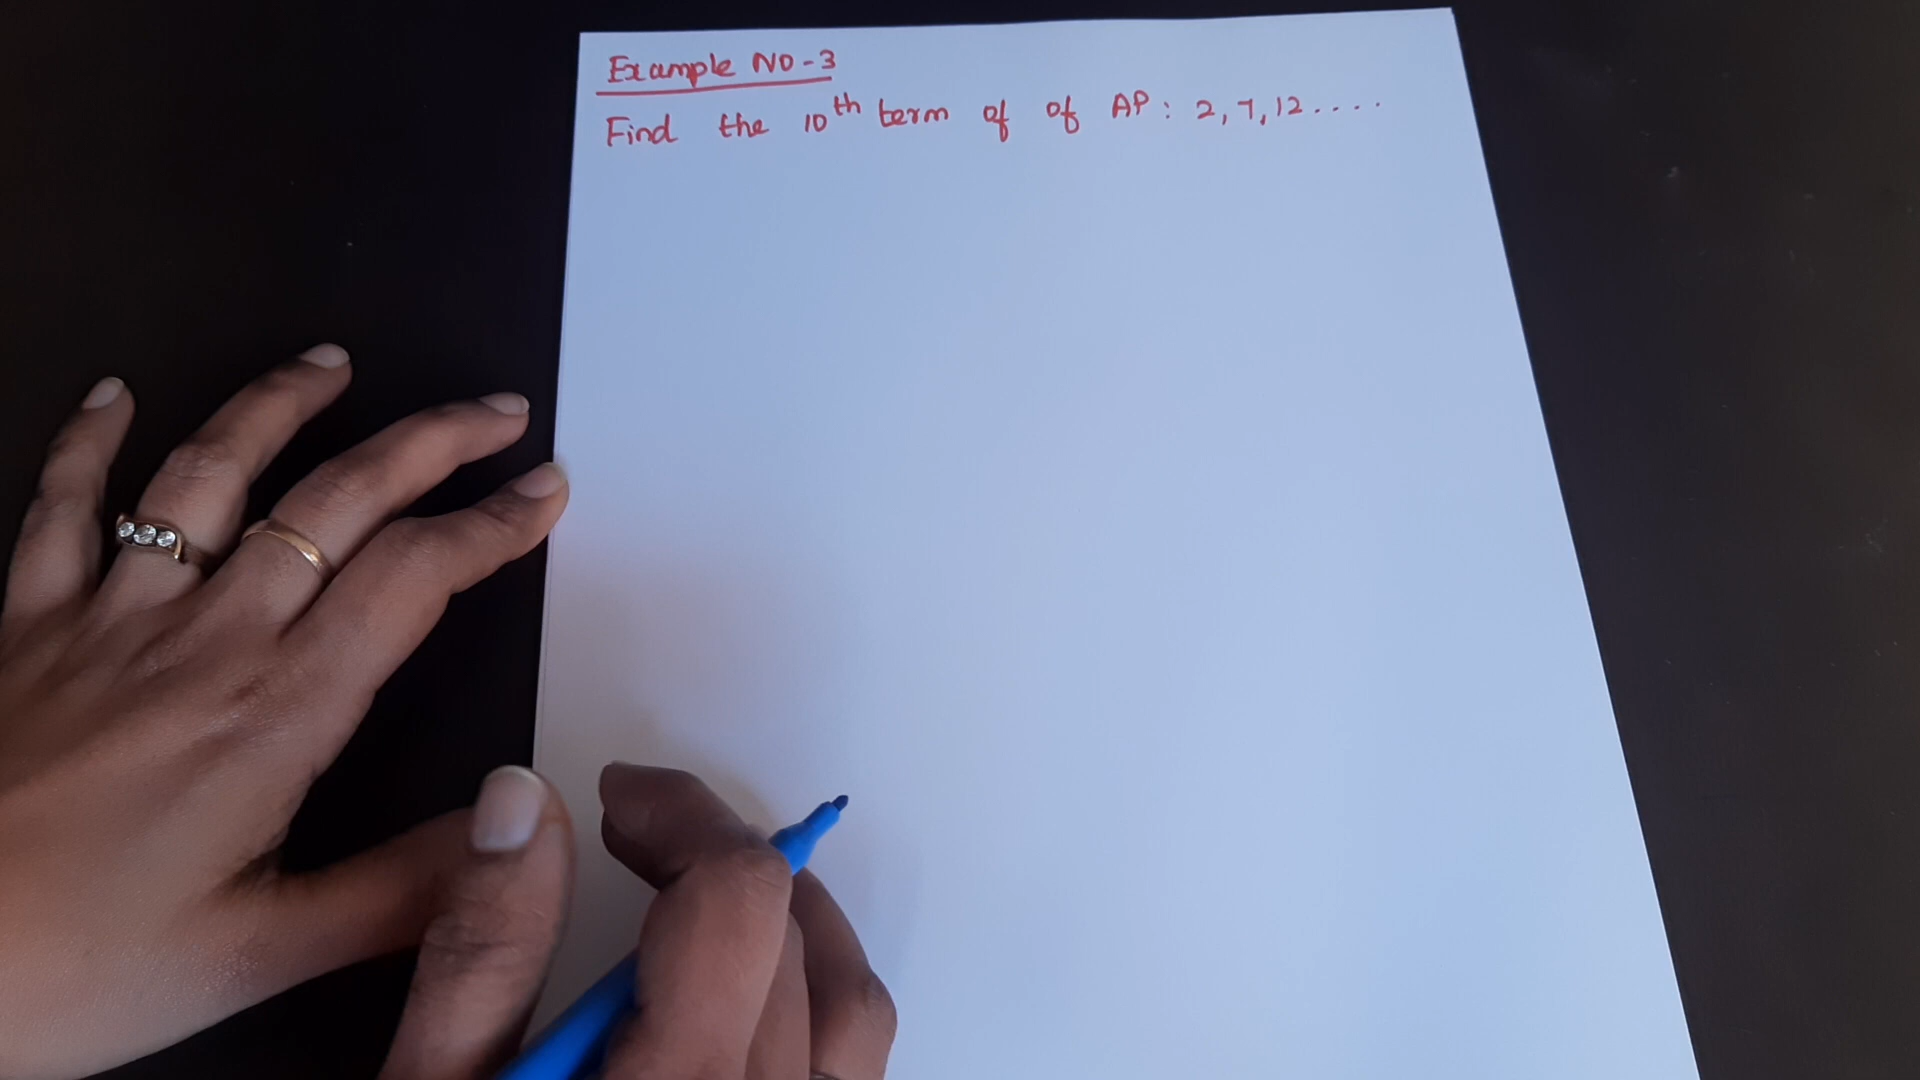 Example NO-3
Find the 10th term of of AP: 2, 7, 12....